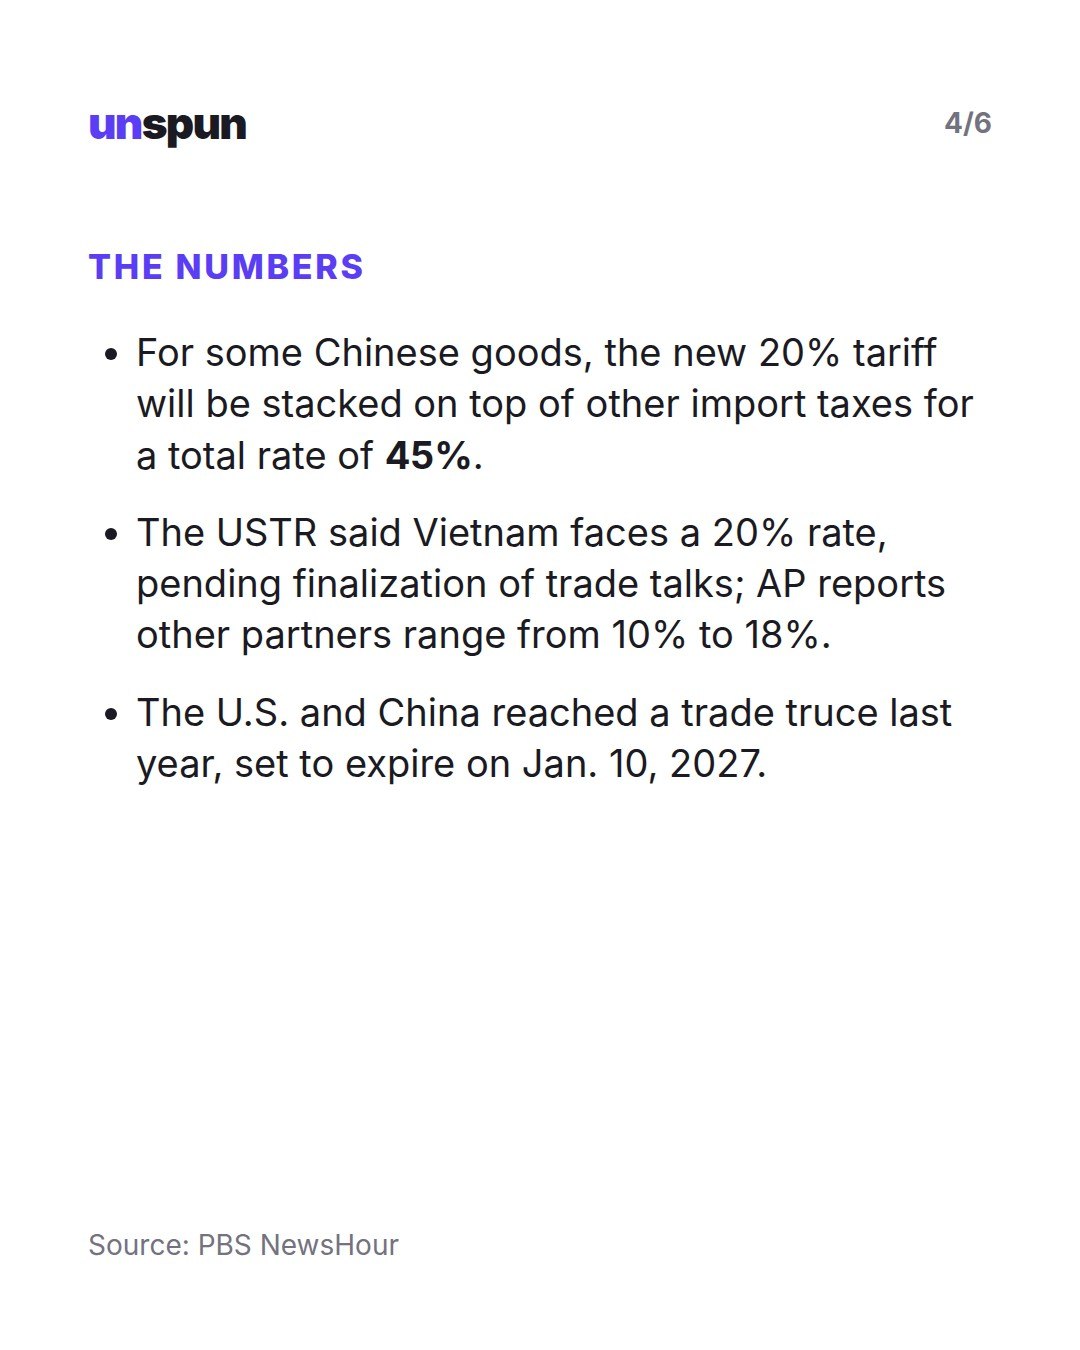 unspun
4/6
THE NUMBERS
• For some Chinese goods, the new 20% tariff
will be stacked on top of other import taxes for
a total rate of 45%.
• The USTR said Vietnam faces a 20% rate,
pending finalization of trade talks; AP reports
other partners range from 10% to 18%.
• The U.S. and China reached a trade truce last
year, set to expire on Jan. 10, 2027.
Source: PBS NewsHour